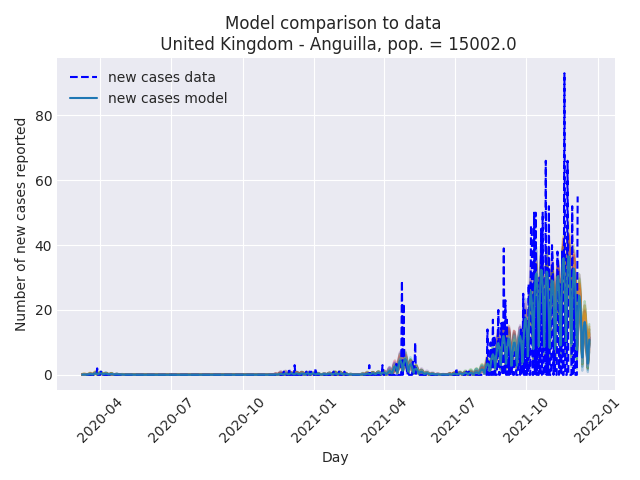 Model comparison to data
United Kingdom - Anguilla, pop. = 15002.0
new cases data
new cases model
Number of new cases reported
80
60
40
20
0
2020-04
2020-07
2020-10
2021-01
2021-04
2021-07
2021-10
2022-01
Day